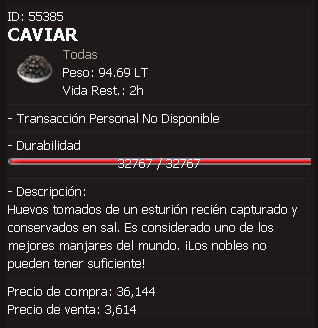 ID: 55385
CAVIAR
Todas
Peso: 94.69 LT
Vida Rest.: 2h
- Transacción Personal No Disponible
- Durabilidad
32767 / 32767
- Descripción:
Huevos tomados de un esturión recién capturado y
conservados en sal. Es considerado uno de los
mejores manjares del mundo. ¡Los nobles no
pueden tener suficiente!
Precio de compra: 36,144
Precio de venta: 3,614